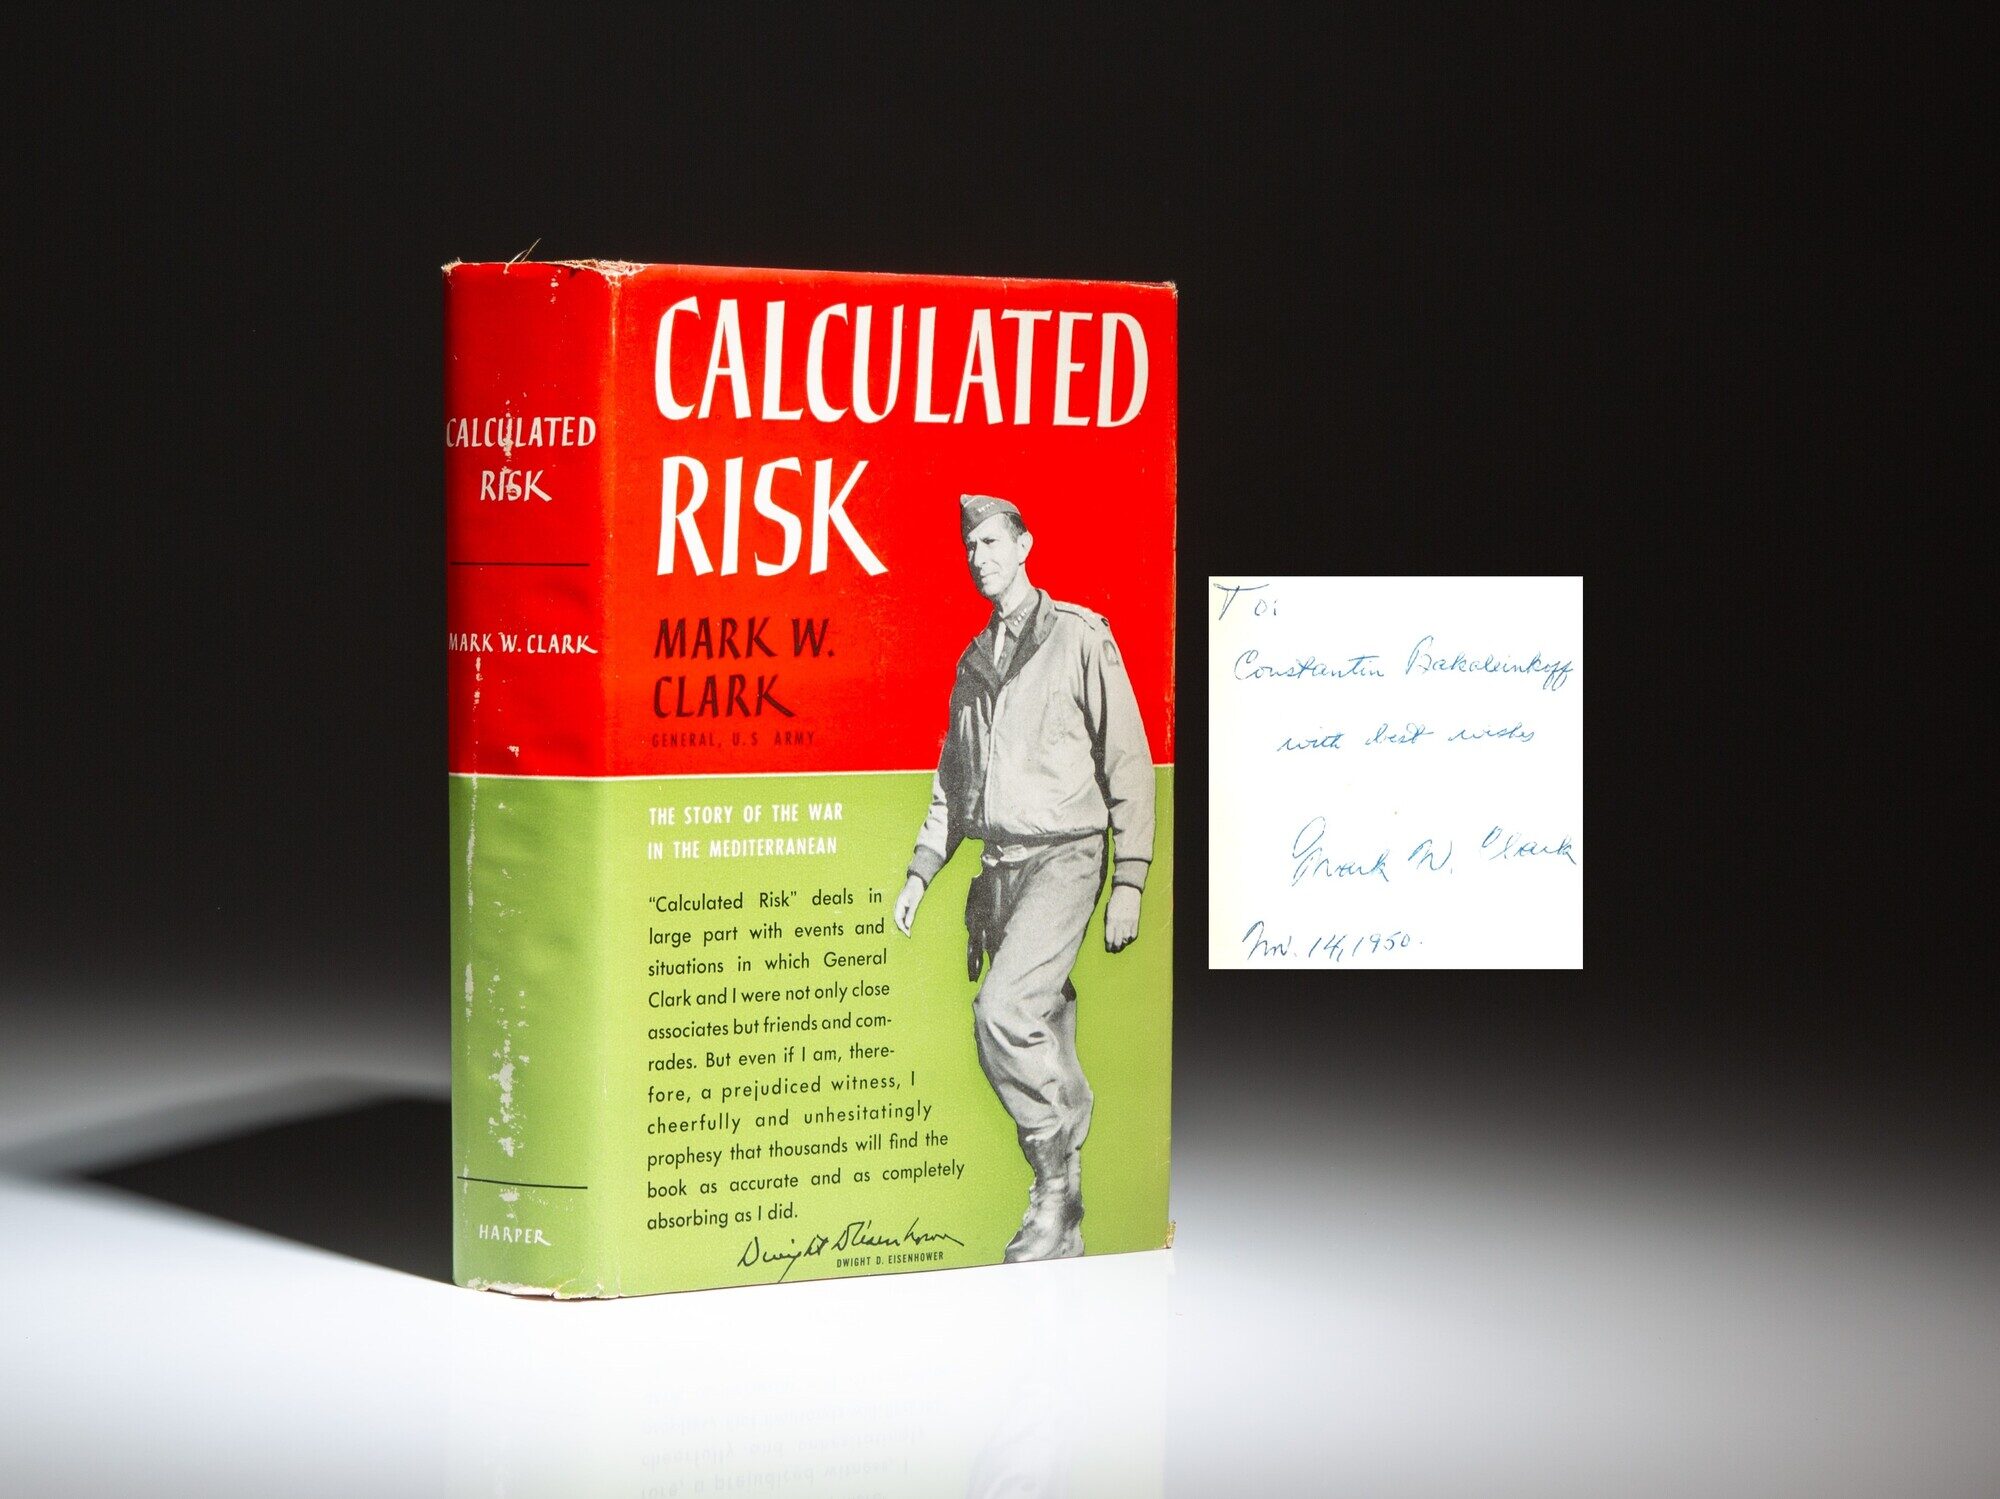 CALCULATED
RISK
MARK W. CLARK
HARPER
CALCULATED
RISK
MARK W.
CLARK
GENERAL, U.S ARMY
THE STORY OF THE WAR
IN THE MEDITERRANEAN
“Calculated Risk” deals in
large part with events and
situations in which General
Clark and I were not only close
associates but friends and com-
rades. But even if I am, there-
fore, a prejudiced witness, I
cheerfully and unhesitatingly
prophesy that thousands will find the
book as accurate and as completely
absorbing as I did.
Dwight D Eisenhower
DWIGHT D. EISENHOWER
To:
Constantin Bakaleinkoff
with best wishes
Mark W. Clark
Nov. 14, 1950.